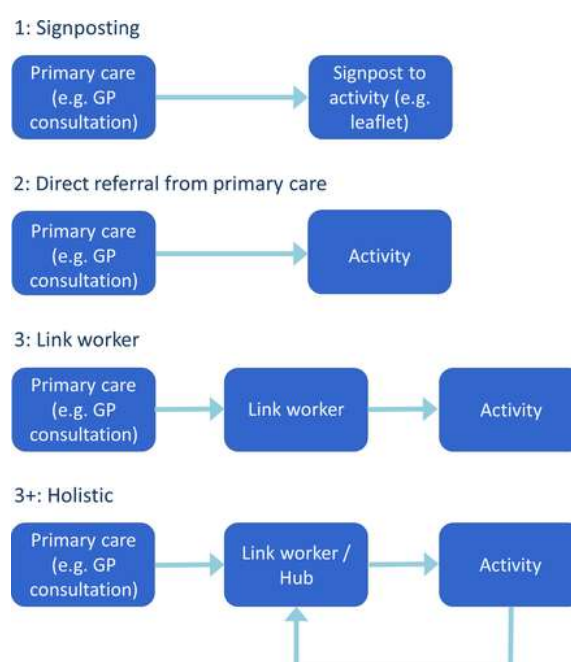 1: Signposting
Primary care
(e.g. GP
consultation)
Signpost to
activity (e.g.
leaflet)
2: Direct referral from primary care
Primary care
(e.g. GP
consultation)
Activity
3: Link worker
Primary care
(e.g. GP
consultation)
Link worker
Activity
3+: Holistic
Primary care
(e.g. GP
consultation)
Link worker /
Hub
Activity